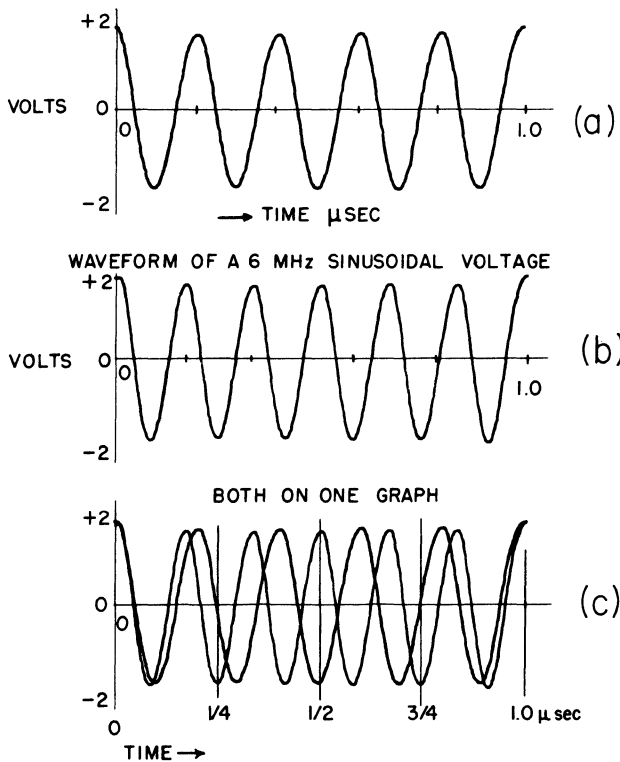 +2
VOLTS
0
0
1.0
(a)
-2
→ TIME μSEC
WAVEFORM OF A 6 MHz SINUSOIDAL VOLTAGE
+2
VOLTS
0
0
1.0
(b)
-2
BOTH ON ONE GRAPH
+2
0
0
(c)
-2
0 1/4 1/2 3/4 1.0 μ sec
TIME →